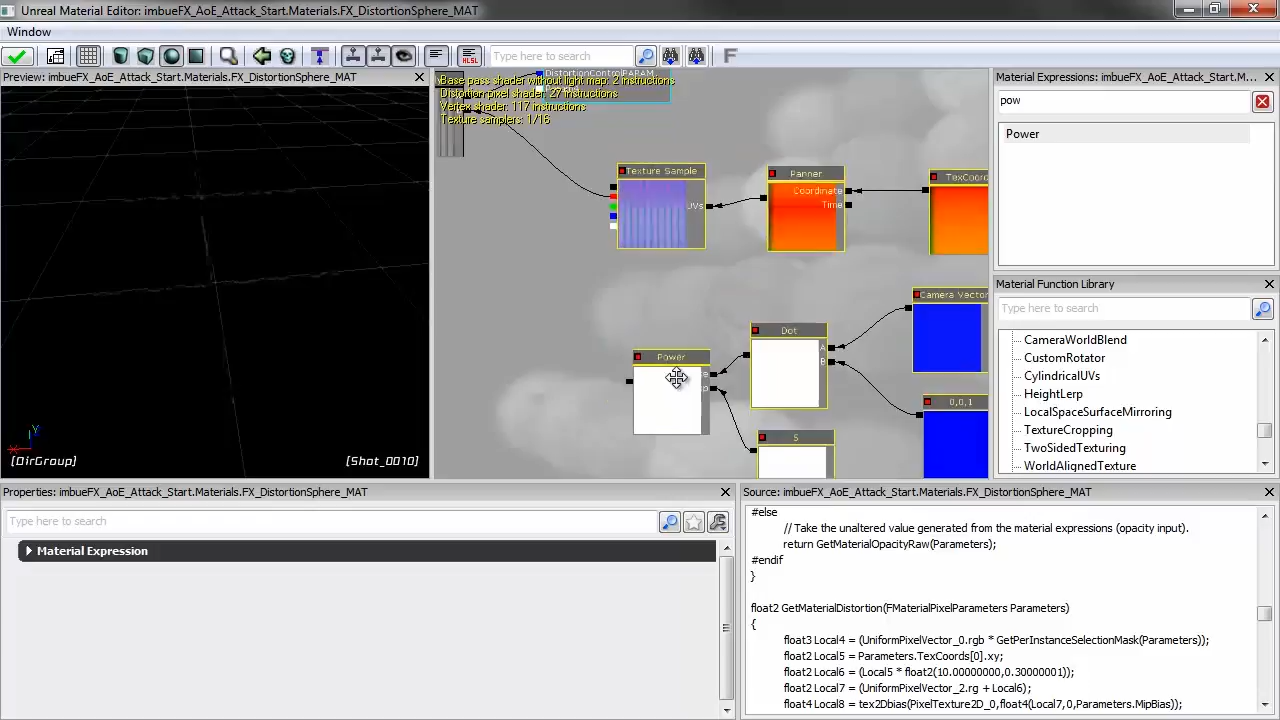 Unreal Material Editor: imbueFX_AoE_Attack_Start.Materials.FX_DistortionSphere_MAT
Window
Type here to search
F
Preview: imbueFX_AoE_Attack_Start.Materials.FX_DistortionSphere_MAT
Y
X
[DirGroup]
[Shot_0010]
DistortionControlPARAM...
Base pass shader without light map: 2 instructions
Distortion pixel shader: 27 instructions
Vertex shader: 117 instructions
Texture samplers: 1/16
Texture Sample
UVs
Panner
Coordinate
Time
TexCoord
Camera Vector
Dot
A
B
Power
0,0,1
Material Expressions: imbueFX_AoE_Attack_Start.Materials.FX_DistortionSphere_M...
pow
Power
Material Function Library
Type here to search
CameraWorldBlend
CustomRotator
CylindricalUVs
HeightLerp
LocalSpaceSurfaceMirroring
TextureCropping
TwoSidedTexturing
WorldAlignedTexture
Properties: imbueFX_AoE_Attack_Start.Materials.FX_DistortionSphere_MAT
Type here to search
Material Expression
Source: imbueFX_AoE_Attack_Start.Materials.FX_DistortionSphere_MAT
#else
// Take the unaltered value generated from the material expressions (opacity input).
return GetMaterialOpacityRaw(Parameters);
#endif
}
float2 GetMaterialDistortion(FMaterialPixelParameters Parameters)
{
float3 Local4 = (UniformPixelVector_0.rgb * GetPerInstanceSelectionMask(Parameters));
float2 Local5 = Parameters.TexCoords[0].xy;
float2 Local6 = (Local5 * float2(10.00000000,0.30000001));
float2 Local7 = (UniformPixelVector_2.rg + Local6);
float4 Local8 = tex2Dbias(PixelTexture2D_0,float4(Local7,0,Parameters.MipBias));